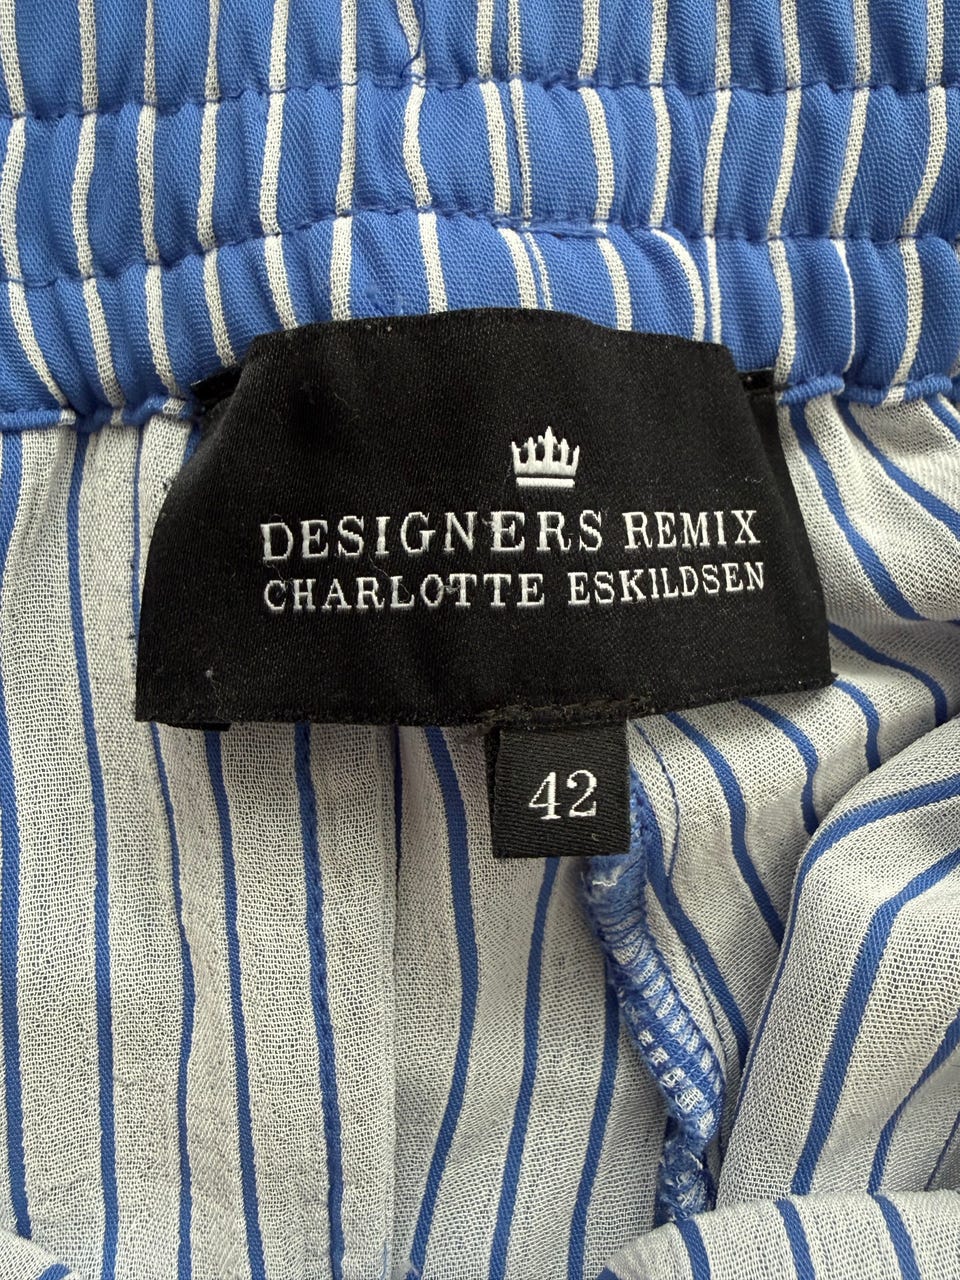 DESIGNERS REMIX
CHARLOTTE ESKILDSEN
42